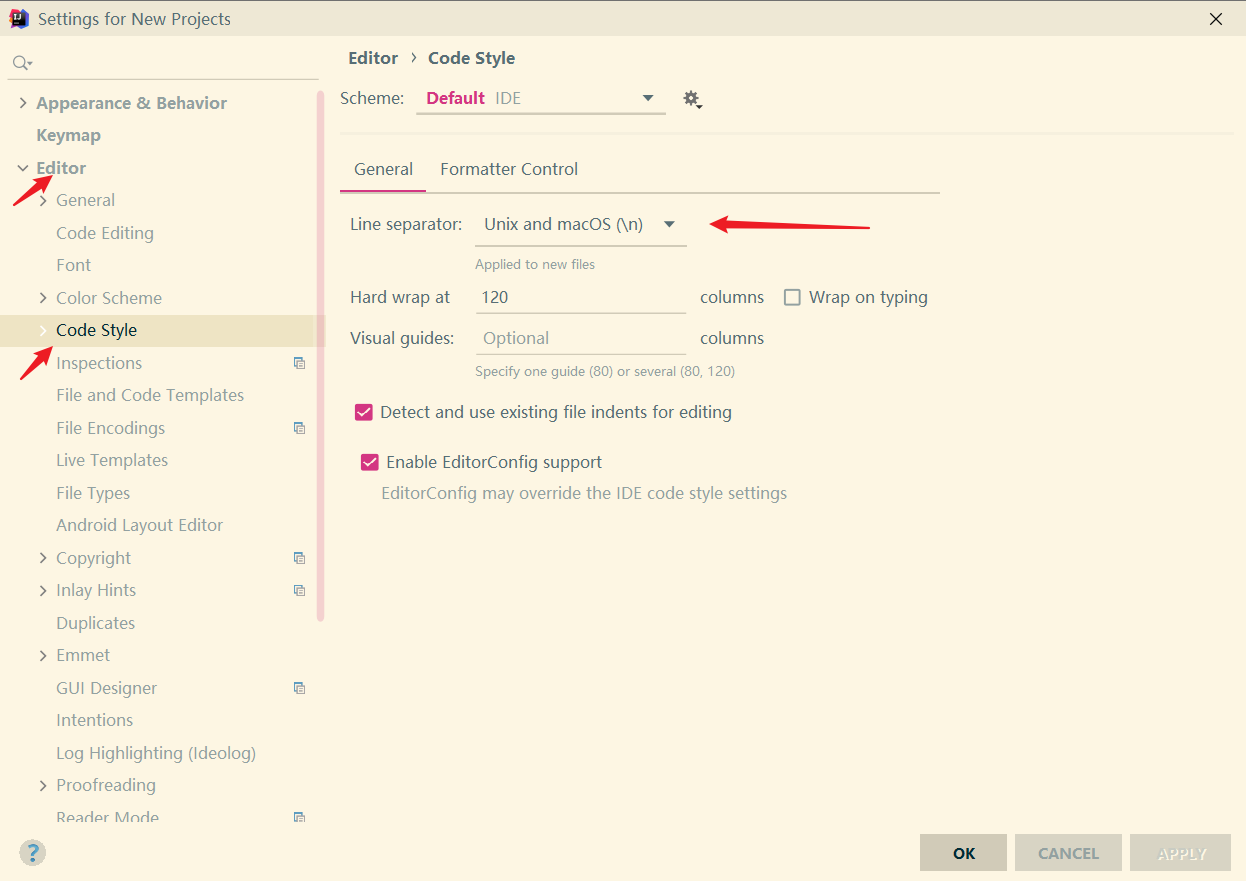 Settings for New Projects
Appearance & Behavior
Keymap
Editor
General
Code Editing
Font
Color Scheme
Code Style
Inspections
File and Code Templates
File Encodings
Live Templates
File Types
Android Layout Editor
Copyright
Inlay Hints
Duplicates
Emmet
GUI Designer
Intentions
Log Highlighting (Ideolog)
Proofreading
Reader Mode
Editor › Code Style
Scheme: Default IDE
General Formatter Control
Line separator: Unix and macOS (\n)
Applied to new files
Hard wrap at 120 columns Wrap on typing
Visual guides: Optional columns
Specify one guide (80) or several (80, 120)
Detect and use existing file indents for editing
Enable EditorConfig support
EditorConfig may override the IDE code style settings
? OK CANCEL APPLY